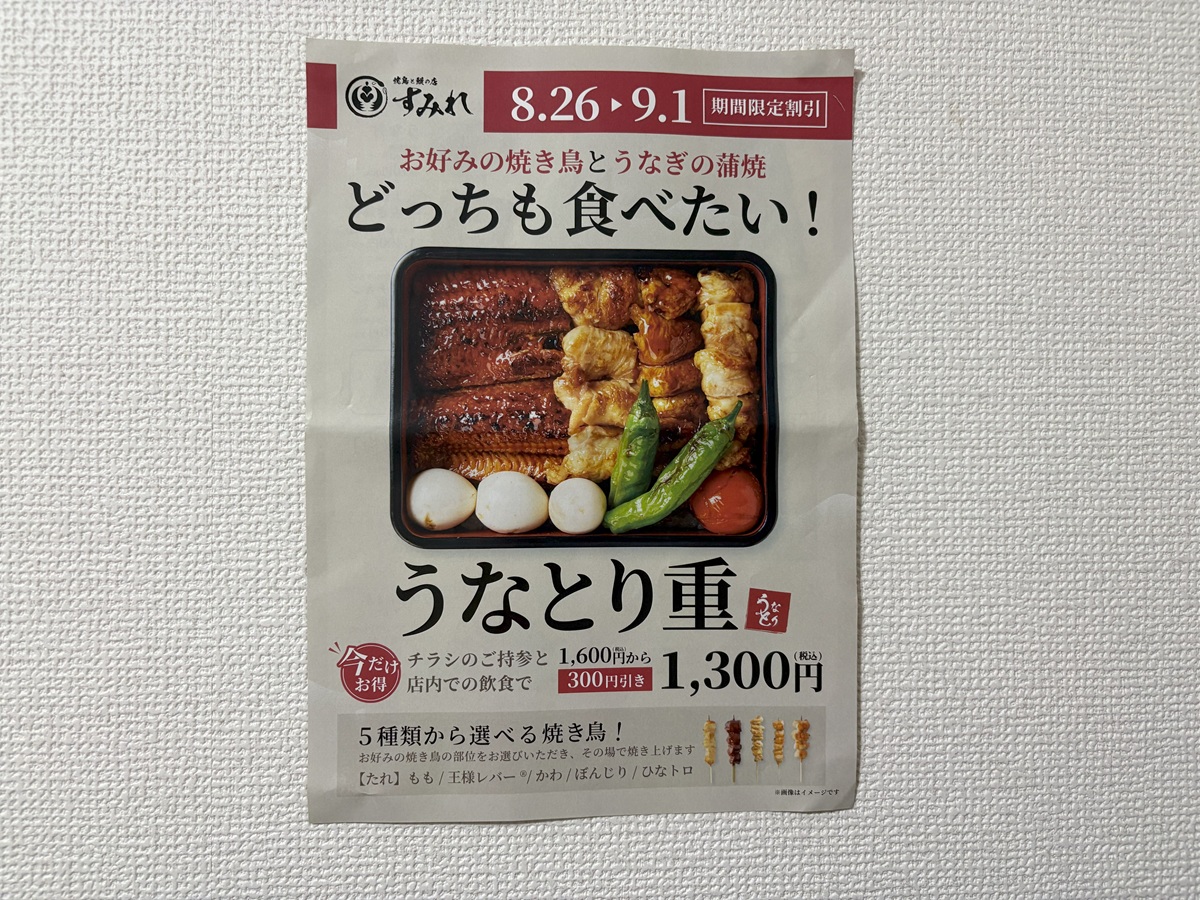 焼鳥と鰻の店
すみれ
8.26▶9.1 期間限定割引
お好みの焼き鳥とうなぎの蒲焼
どっちも食べたい！
うなとり重
うなとり
今だけ
お得
チラシのご持参と
店内での飲食で
1,600円(税込)から
300円引き
1,300円(税込)
5種類から選べる焼き鳥！
お好みの焼き鳥の部位をお選びいただき、その場で焼き上げます
【たれ】もも/王様レバー®/かわ/ぼんじり/ひなトロ
※画像はイメージです